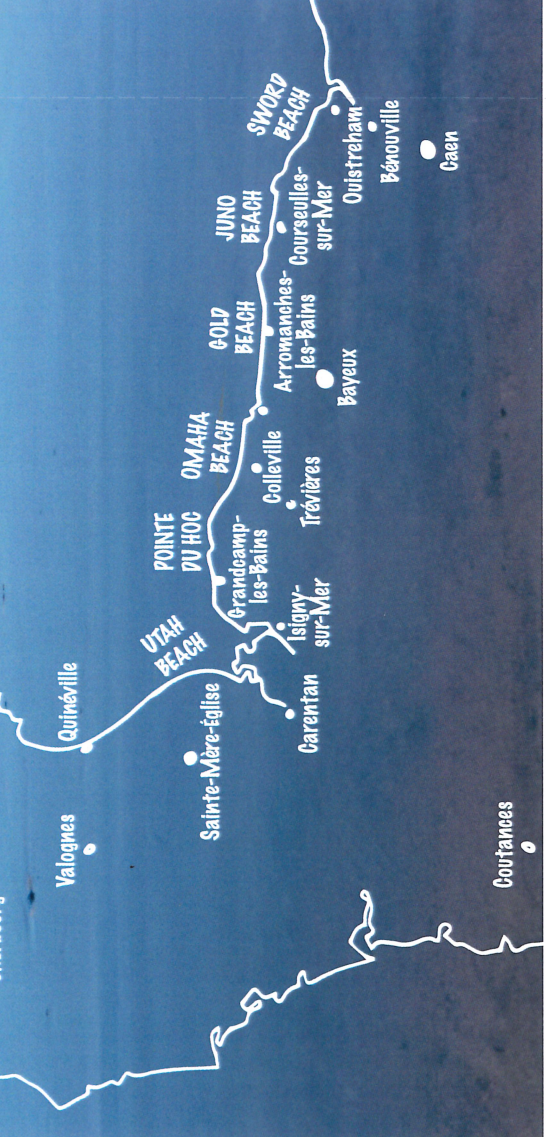 Valognes
Quinéville
Sainte-Mère-Église
UTAH
BEACH
Carentan
Isigny-
sur-Mer
Grandcamp-
les-Bains
POINTE
DU HOC
Trévières
Colleville
OMAHA
BEACH
Bayeux
Arromanches-
les-Bains
GOLD
BEACH
Courseulles-
sur-Mer
JUNO
BEACH
SWORD
BEACH
Ouistreham
Bénouville
Caen
Coutances